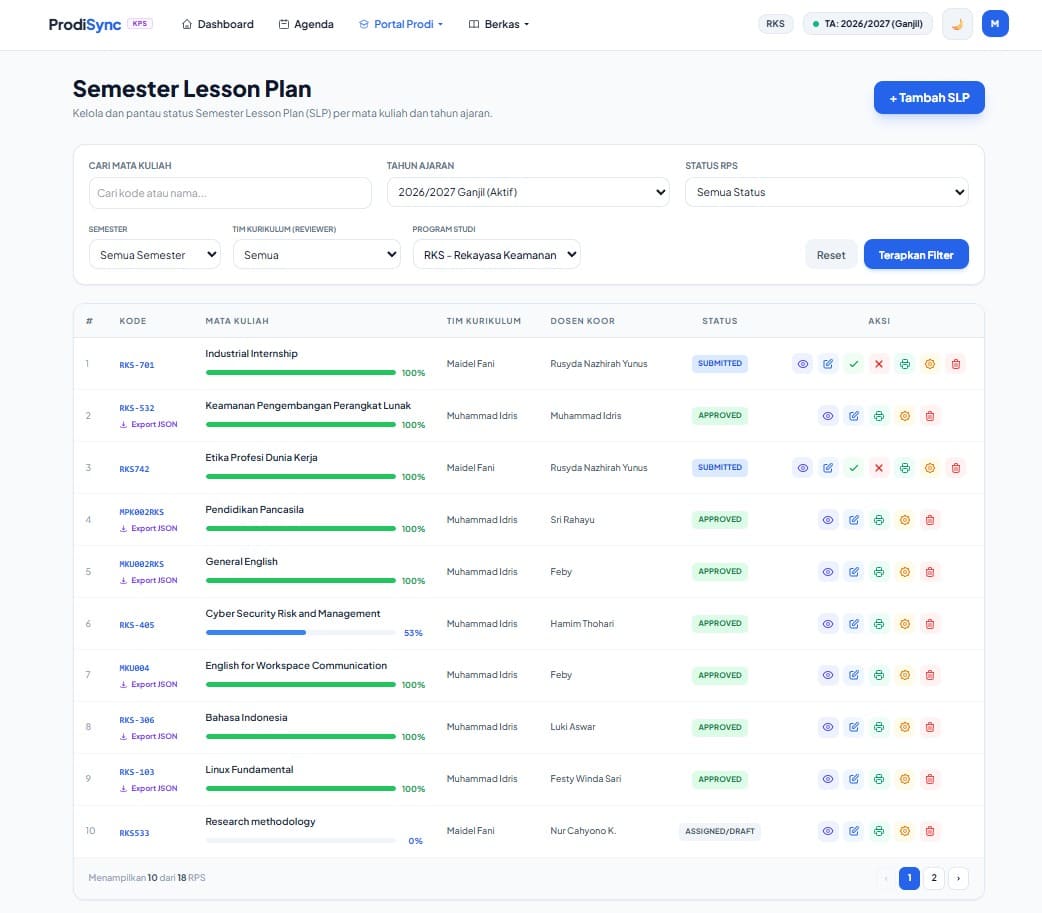 ProdiSync KPS Dashboard Agenda Portal Prodi Berkas RKS TA: 2026/2027 (Ganjil) M
Semester Lesson Plan
Kelola dan pantau status Semester Lesson Plan (SLP) per mata kuliah dan tahun ajaran.
+ Tambah SLP
CARI MATA KULIAH TAHUN AJARAN STATUS RPS
Cari kode atau nama... 2026/2027 Ganjil (Aktif) Semua Status
SEMESTER TIM KURIKULUM (REVIEWER) PROGRAM STUDI
Semua Semester Semua RKS - Rekayasa Keamanan Reset Terapkan Filter
# KODE MATA KULIAH TIM KURIKULUM DOSEN KOOR STATUS AKSI
1 RKS-701 Industrial Internship 100% Maidel Fani Rusyda Nazhirah Yunus SUBMITTED
2 RKS-532 Export JSON Keamanan Pengembangan Perangkat Lunak 100% Muhammad Idris Muhammad Idris APPROVED
3 RKS742 Etika Profesi Dunia Kerja 100% Maidel Fani Rusyda Nazhirah Yunus SUBMITTED
4 MPK002RKS Export JSON Pendidikan Pancasila 100% Muhammad Idris Sri Rahayu APPROVED
5 MKU002RKS Export JSON General English 100% Muhammad Idris Feby APPROVED
6 RKS-405 Cyber Security Risk and Management 53% Muhammad Idris Hamim Thohari APPROVED
7 MKU004 Export JSON English for Workspace Communication 100% Muhammad Idris Feby APPROVED
8 RKS-306 Export JSON Bahasa Indonesia 100% Muhammad Idris Luki Aswar APPROVED
9 RKS-103 Export JSON Linux Fundamental 100% Muhammad Idris Festy Winda Sari APPROVED
10 RKS533 Research methodology 0% Maidel Fani Nur Cahyono K. ASSIGNED/DRAFT
Menampilkan 10 dari 18 RPS ‹ 1 2 ›